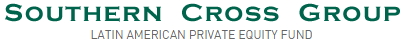 Southern Cross Group
LATIN AMERICAN PRIVATE EQUITY FUND